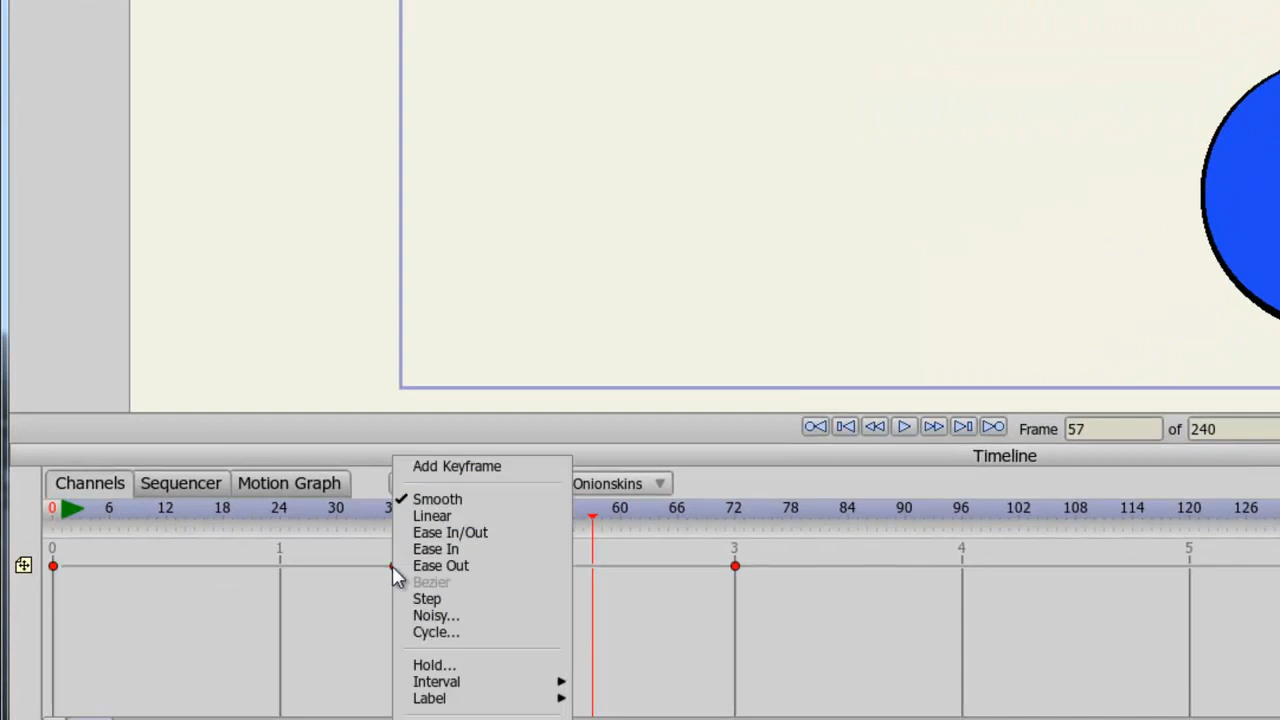 Frame 57 of 240
Timeline
Channels Sequencer Motion Graph Onionskins
0 6 12 18 24 30 3 60 66 72 78 84 90 96 102 108 114 120 126
0 1 3 4 5
Add Keyframe
Smooth
Linear
Ease In/Out
Ease In
Ease Out
Bezier
Step
Noisy...
Cycle...
Hold...
Interval
Label